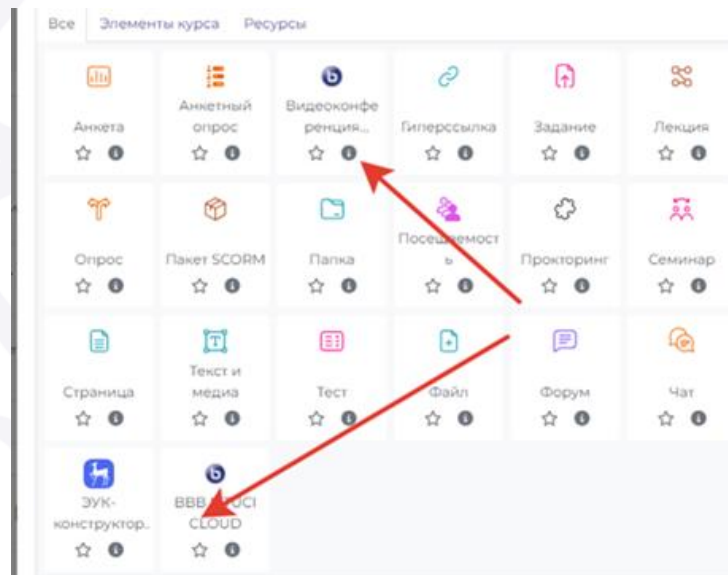 Все Элементы курса Ресурсы
Анкета
Анкетный
опрос
Видеоконфе
ренция...
Гиперссылка
Задание
Лекция
Опрос
Пакет SCORM
Папка
Посещаемост
ь
Прокторинг
Семинар
Страница
Текст и
медиа
Тест
Файл
Форум
Чат
ЭУК-
конструктор..
BBB
CLOUD